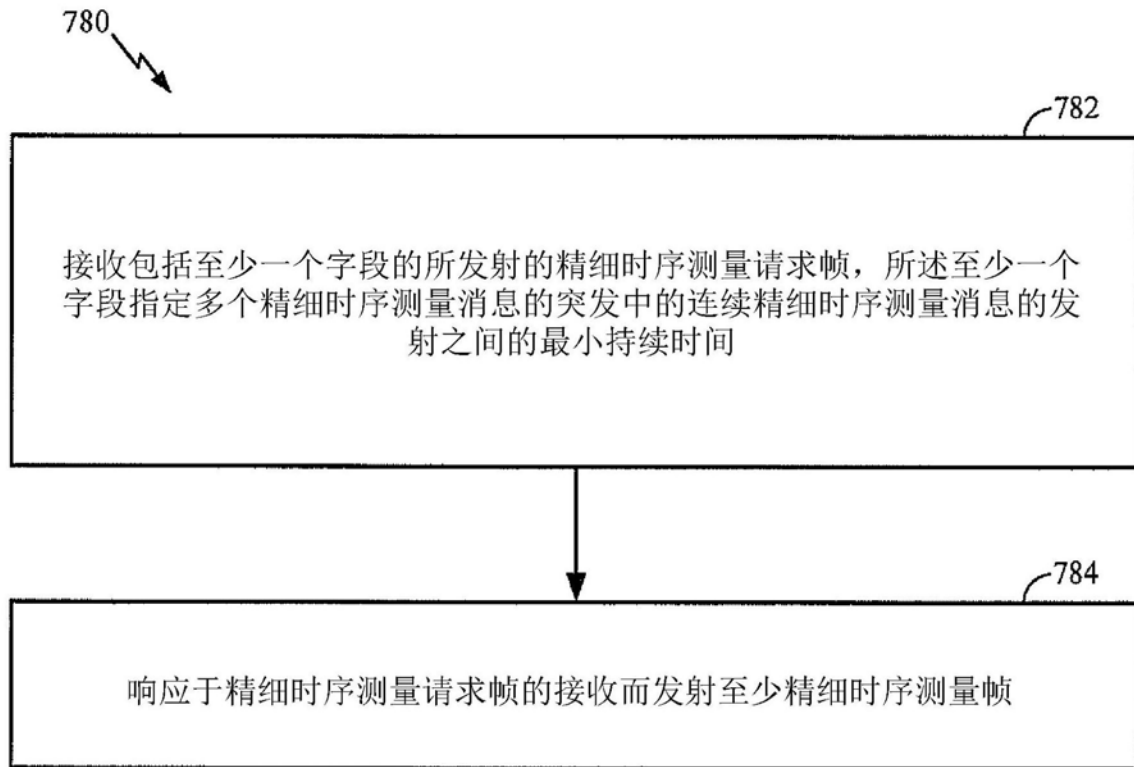 780
782
接收包括至少一个字段的所发射的精细时序测量请求帧，所述至少一个
字段指定多个精细时序测量消息的突发中的连续精细时序测量消息的发
射之间的最小持续时间
784
响应于精细时序测量请求帧的接收而发射至少精细时序测量帧